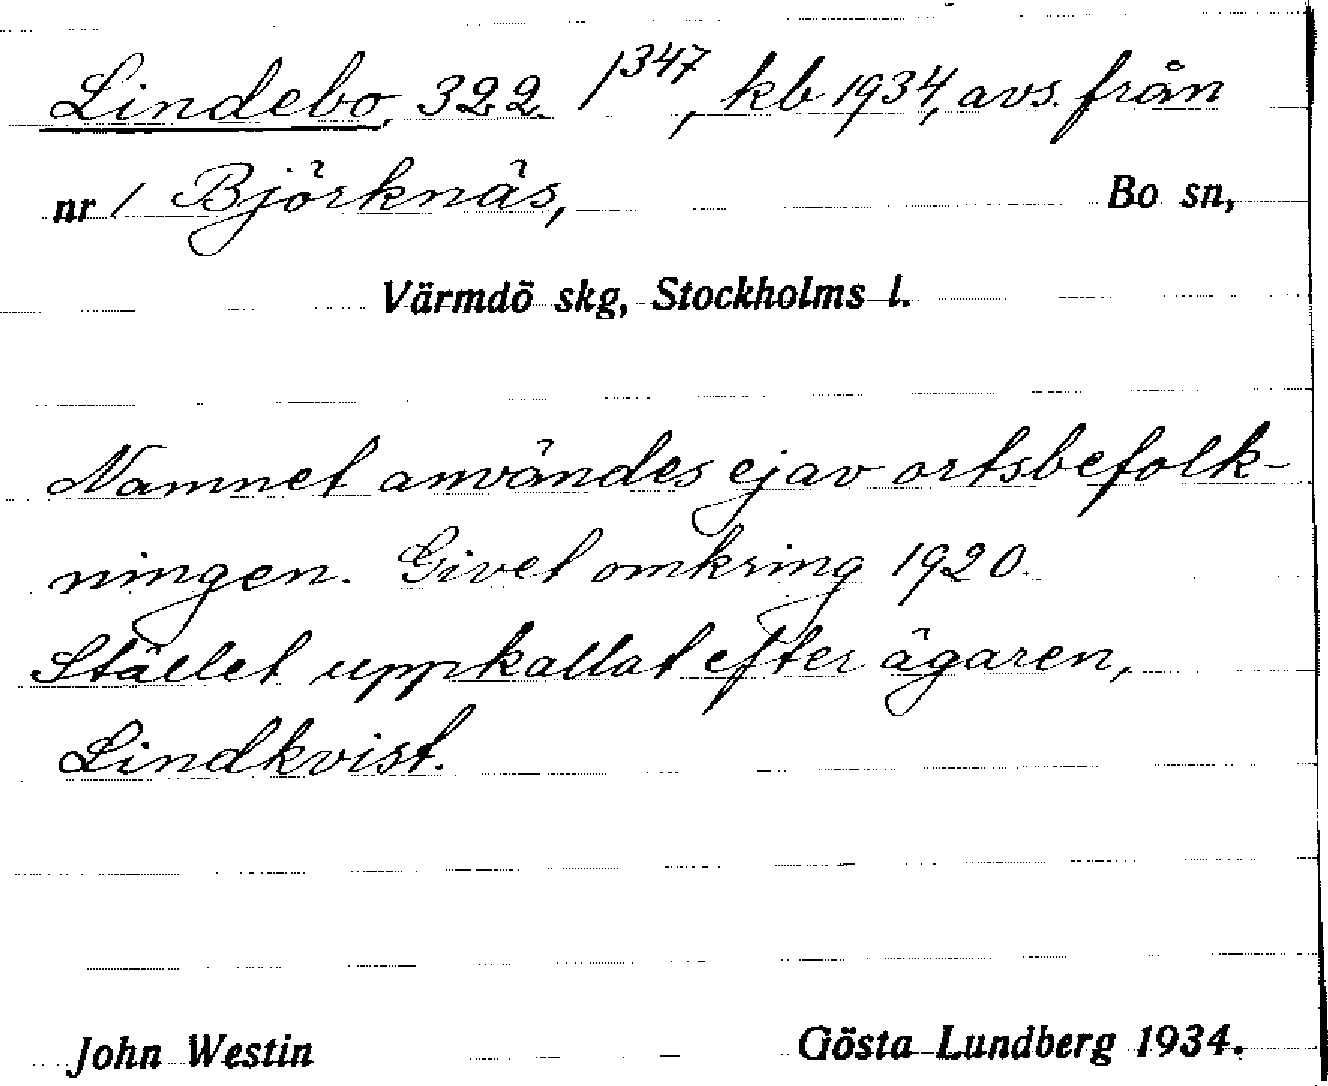 Lindebo, 322. 1³⁴⁷, kb 1934, avs. från
nr 1 Björknäs, Bo sn,
Värmdö skg, Stockholms l.
Namnet användes ej av ortsbefolk-
ningen. Givet omkring 1920.
Stället uppkallat efter ägaren,
Lindkvist.
John Westin Gösta Lundberg 1934.